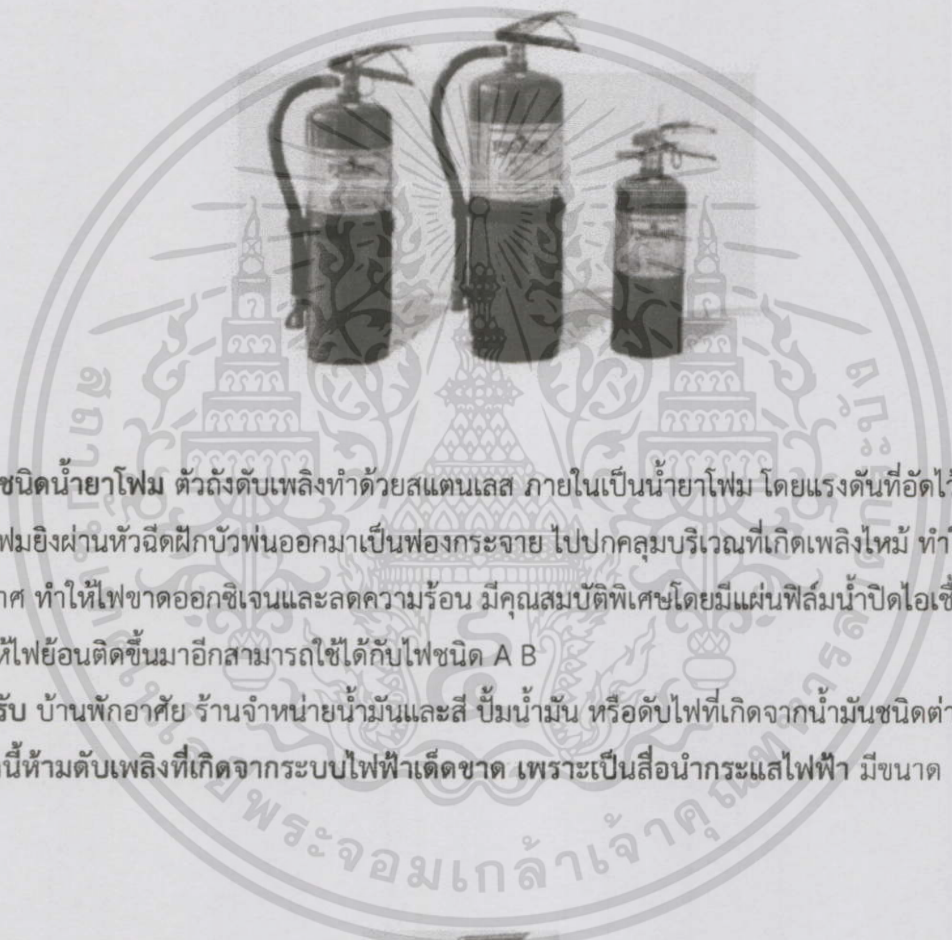 ชนิดน้ำยาโฟม ตัวถังดับเพลิงทำด้วยสแตนเลส ภายในเป็นน้ำยาโฟม โดยแรงดันที่อัดไว้
ฟมยิงผ่านหัวฉีดฝักบัวพ่นออกมาเป็นฟองกระจาย ไปปกคลุมบริเวณที่เกิดเพลิงไหม้ ทำ
าศ ทำให้ไฟขาดออกซิเจนและลดความร้อน มีคุณสมบัติพิเศษโดยมีแผ่นฟิล์มน้ำปิดไอเชื้
ห้ไฟย้อนติดขึ้นมาอีกสามารถใช้ได้กับไฟชนิด A B
รับ บ้านพักอาศัย ร้านจำหน่ายน้ำมันและสี ปั๊มน้ำมัน หรือดับไฟที่เกิดจากน้ำมันชนิดต่า
นี้ห้ามดับเพลิงที่เกิดจากระบบไฟฟ้าเด็ดขาด เพราะเป็นสื่อนำกระแสไฟฟ้า มีขนาด
พระจอมเกล้าเจ้าคุณทหารลาดกระบัง